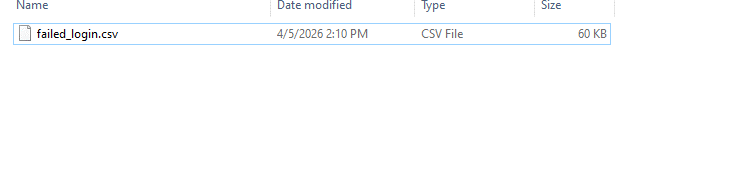 Name Date modified Type Size
failed_login.csv 4/5/2026 2:10 PM CSV File 60 KB